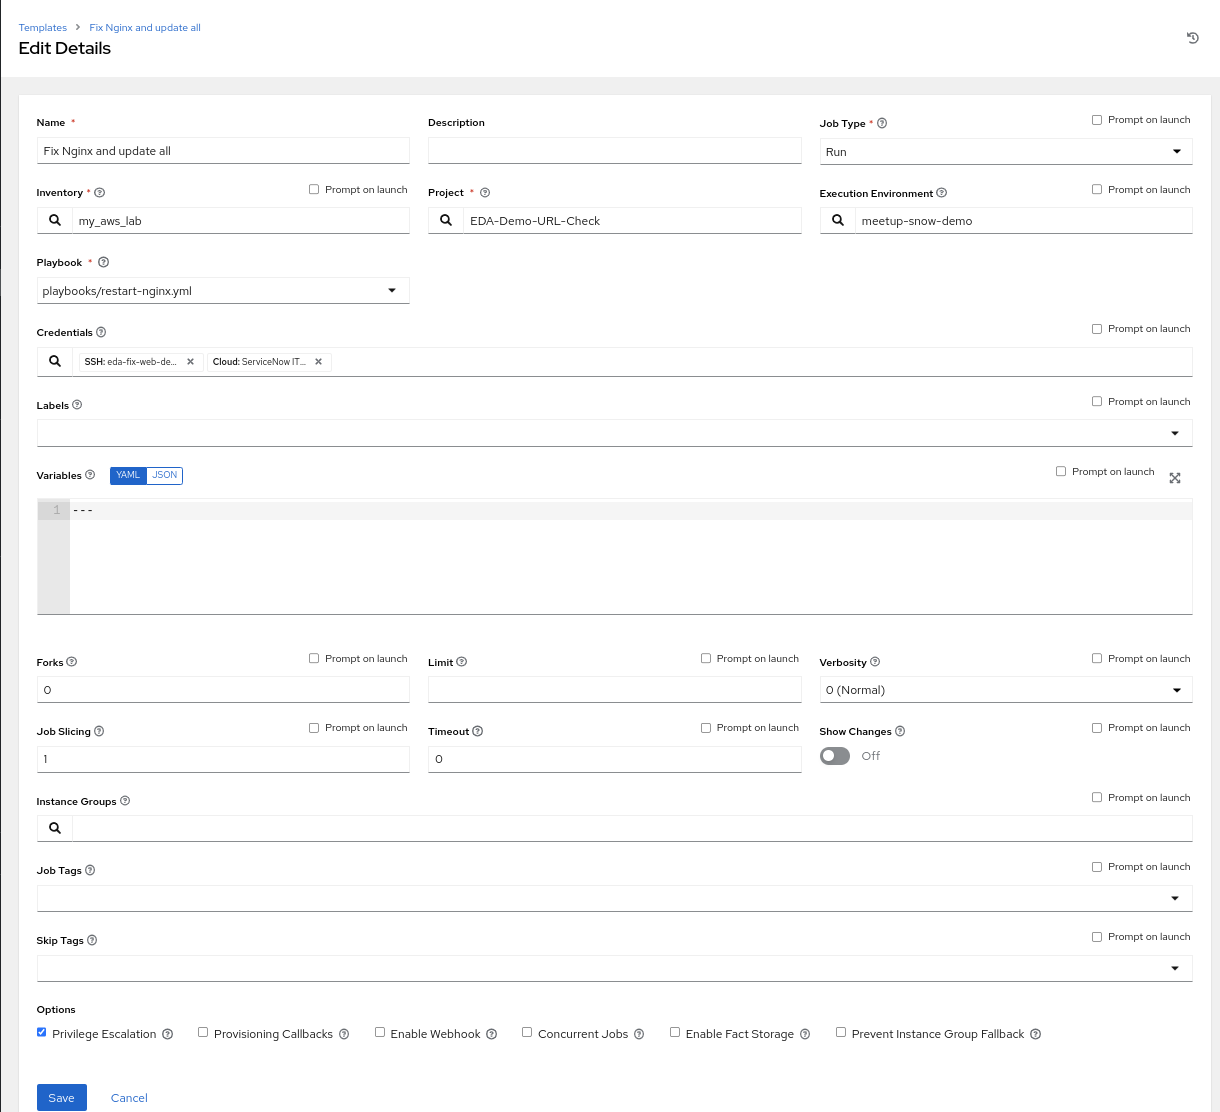 Templates > Fix Nginx and update all
Edit Details
Name *
Description
Job Type *
Prompt on launch
Fix Nginx and update all
Run
Inventory *
Prompt on launch
Project *
Execution Environment
Prompt on launch
my_aws_lab
EDA-Demo-URL-Check
meetup-snow-demo
Playbook *
playbooks/restart-nginx.yml
Credentials
Prompt on launch
SSH: eda-fix-web-de...
Cloud: ServiceNow IT...
Labels
Prompt on launch
Variables
YAML
JSON
Prompt on launch
1
---
Forks
Prompt on launch
Limit
Prompt on launch
Verbosity
Prompt on launch
0
0 (Normal)
Job Slicing
Prompt on launch
Timeout
Prompt on launch
Show Changes
Prompt on launch
1
0
Off
Instance Groups
Prompt on launch
Job Tags
Prompt on launch
Skip Tags
Prompt on launch
Options
Privilege Escalation
Provisioning Callbacks
Enable Webhook
Concurrent Jobs
Enable Fact Storage
Prevent Instance Group Fallback
Save
Cancel